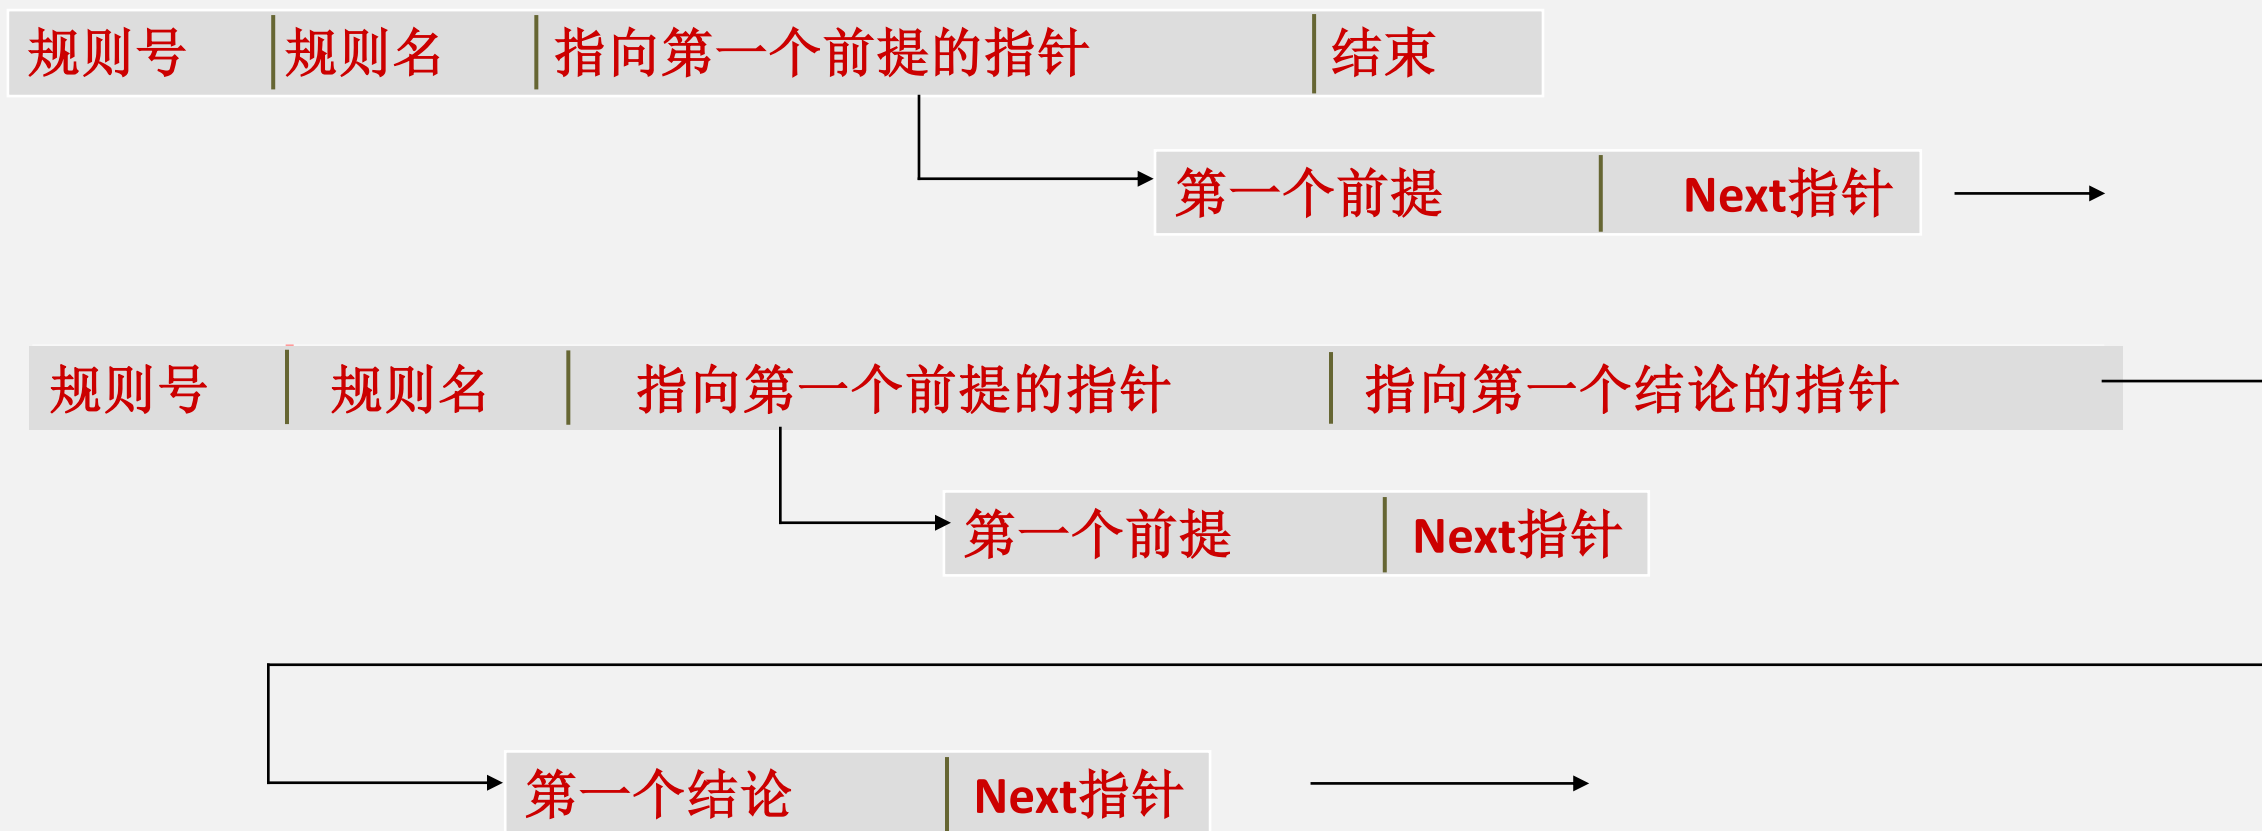 规则号 规则名 指向第一个前提的指针 结束
第一个前提 Next指针
规则号 规则名 指向第一个前提的指针 指向第一个结论的指针
第一个前提 Next指针
第一个结论 Next指针